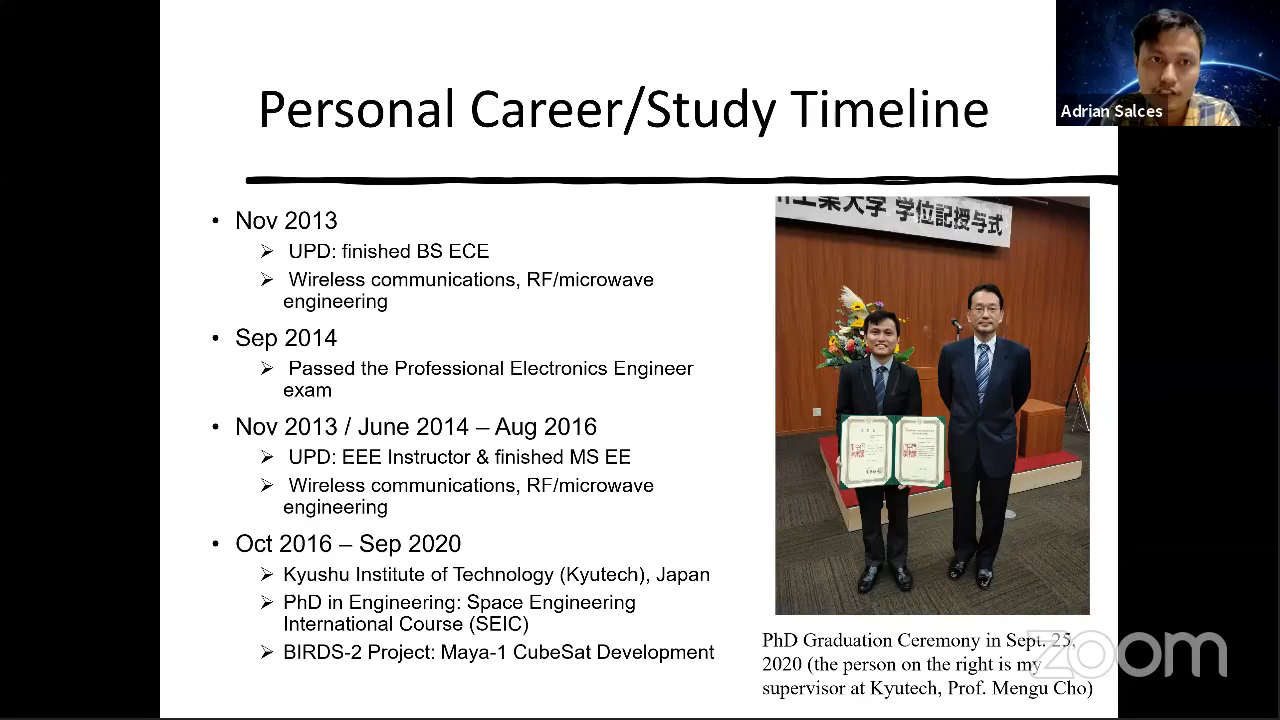 Personal Career/Study Timeline
Adrian Salces
• Nov 2013
➢ UPD: finished BS ECE
➢ Wireless communications, RF/microwave
engineering
• Sep 2014
➢ Passed the Professional Electronics Engineer
exam
• Nov 2013 / June 2014 – Aug 2016
➢ UPD: EEE Instructor & finished MS EE
➢ Wireless communications, RF/microwave
engineering
• Oct 2016 – Sep 2020
➢ Kyushu Institute of Technology (Kyutech), Japan
➢ PhD in Engineering: Space Engineering
International Course (SEIC)
➢ BIRDS-2 Project: Maya-1 CubeSat Development
工業大学 学位記授与式
PhD Graduation Ceremony in Sept. 25,
2020 (the person on the right is my
supervisor at Kyutech, Prof. Mengu Cho)
zoom